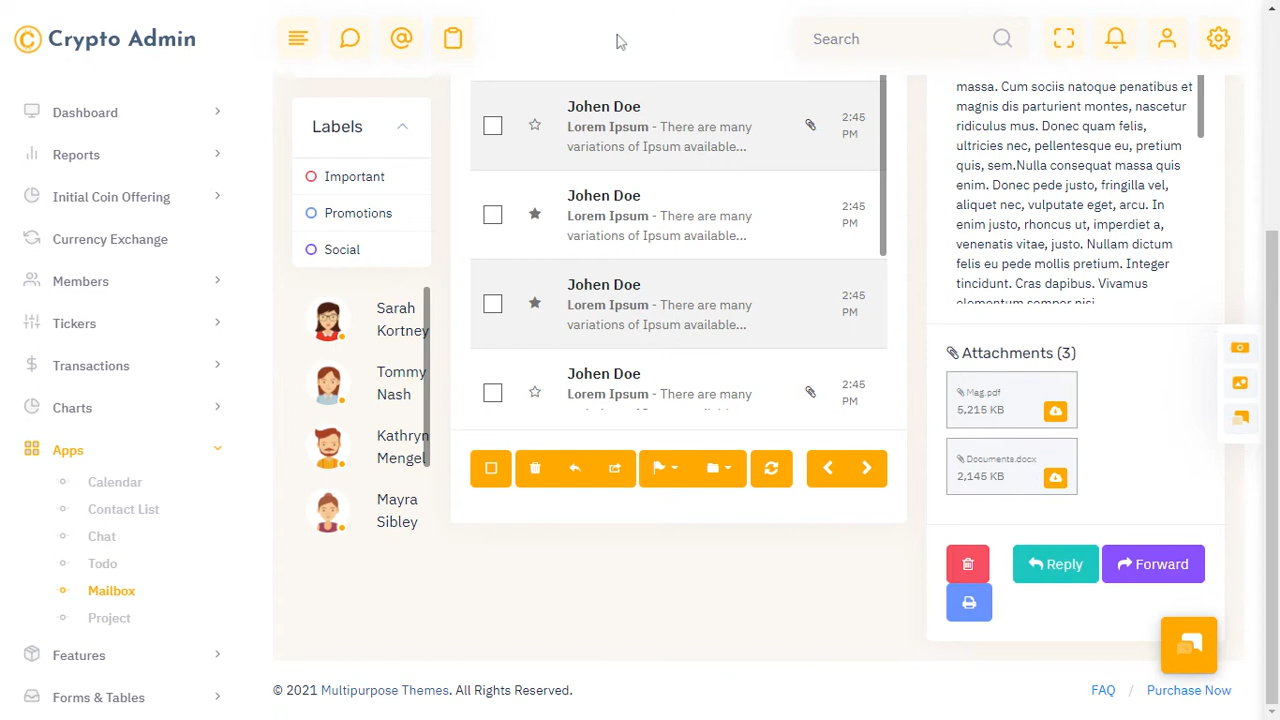 Crypto Admin
Search
Dashboard
Reports
Initial Coin Offering
Currency Exchange
Members
Tickers
Transactions
Charts
Apps
Calendar
Contact List
Chat
Todo
Mailbox
Project
Features
Forms & Tables
Labels
Important
Promotions
Social
Sarah
Kortney
Tommy
Nash
Kathryn
Mengel
Mayra
Sibley
Johen Doe
Lorem Ipsum - There are many
variations of Ipsum available...
2:45
PM
Johen Doe
Lorem Ipsum - There are many
variations of Ipsum available...
2:45
PM
Johen Doe
Lorem Ipsum - There are many
variations of Ipsum available...
2:45
PM
Johen Doe
Lorem Ipsum - There are many
2:45
PM
massa. Cum sociis natoque penatibus et
magnis dis parturient montes, nascetur
ridiculus mus. Donec quam felis,
ultricies nec, pellentesque eu, pretium
quis, sem.Nulla consequat massa quis
enim. Donec pede justo, fringilla vel,
aliquet nec, vulputate eget, arcu. In
enim justo, rhoncus ut, imperdiet a,
venenatis vitae, justo. Nullam dictum
felis eu pede mollis pretium. Integer
tincidunt. Cras dapibus. Vivamus
elementum semper nisi.
Attachments (3)
Mag.pdf
5,215 KB
Documents.docx
2,145 KB
Reply
Forward
© 2021 Multipurpose Themes. All Rights Reserved.
FAQ / Purchase Now